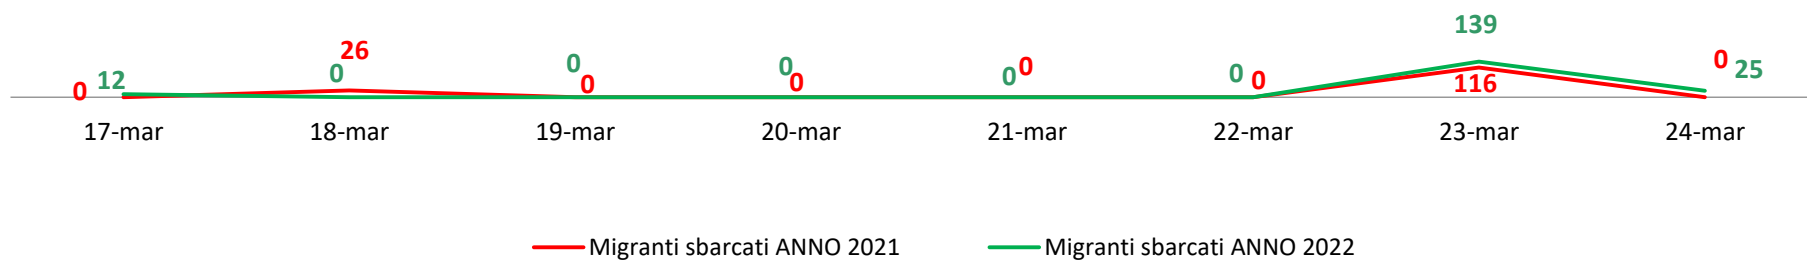 139
26
0 0 0 0 0 0
12 0 25
0 0 0 0 0 116
17-mar 18-mar 19-mar 20-mar 21-mar 22-mar 23-mar 24-mar
Migranti sbarcati ANNO 2021 Migranti sbarcati ANNO 2022